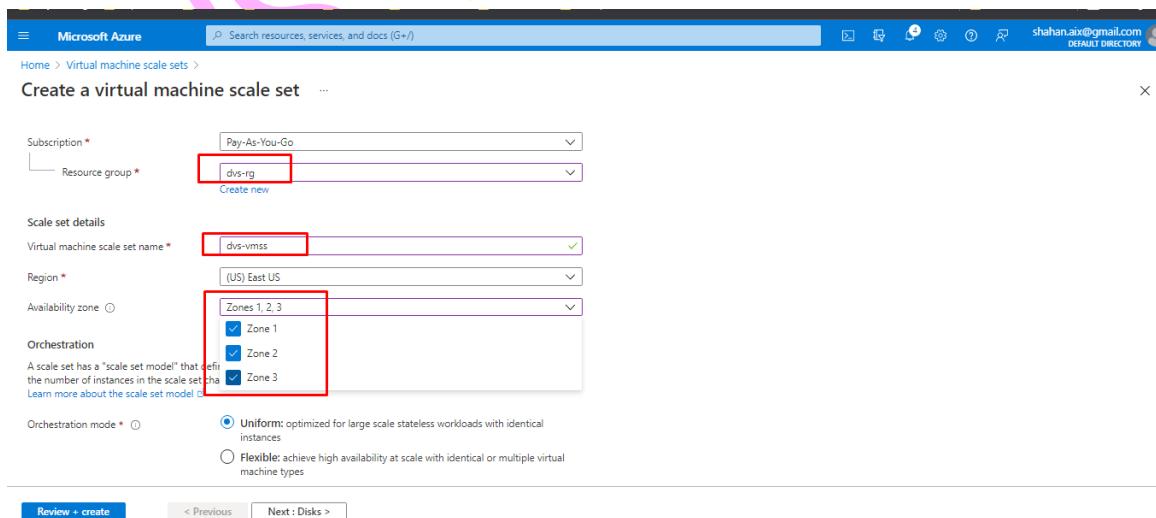 Microsoft Azure
Search resources, services, and docs (G+/)
4
shahan.aix@gmail.com
DEFAULT DIRECTORY
Home > Virtual machine scale sets >
Create a virtual machine scale set ...
Subscription *
Pay-As-You-Go
Resource group *
dvs-rg
Create new
Scale set details
Virtual machine scale set name *
dvs-vmss
Region *
(US) East US
Availability zone
Zones 1, 2, 3
Zone 1
Zone 2
Zone 3
Orchestration
A scale set has a "scale set model" that defi
the number of instances in the scale set cha
Learn more about the scale set model
Orchestration mode *
Uniform: optimized for large scale stateless workloads with identical
instances
Flexible: achieve high availability at scale with identical or multiple virtual
machine types
Review + create
< Previous
Next : Disks >